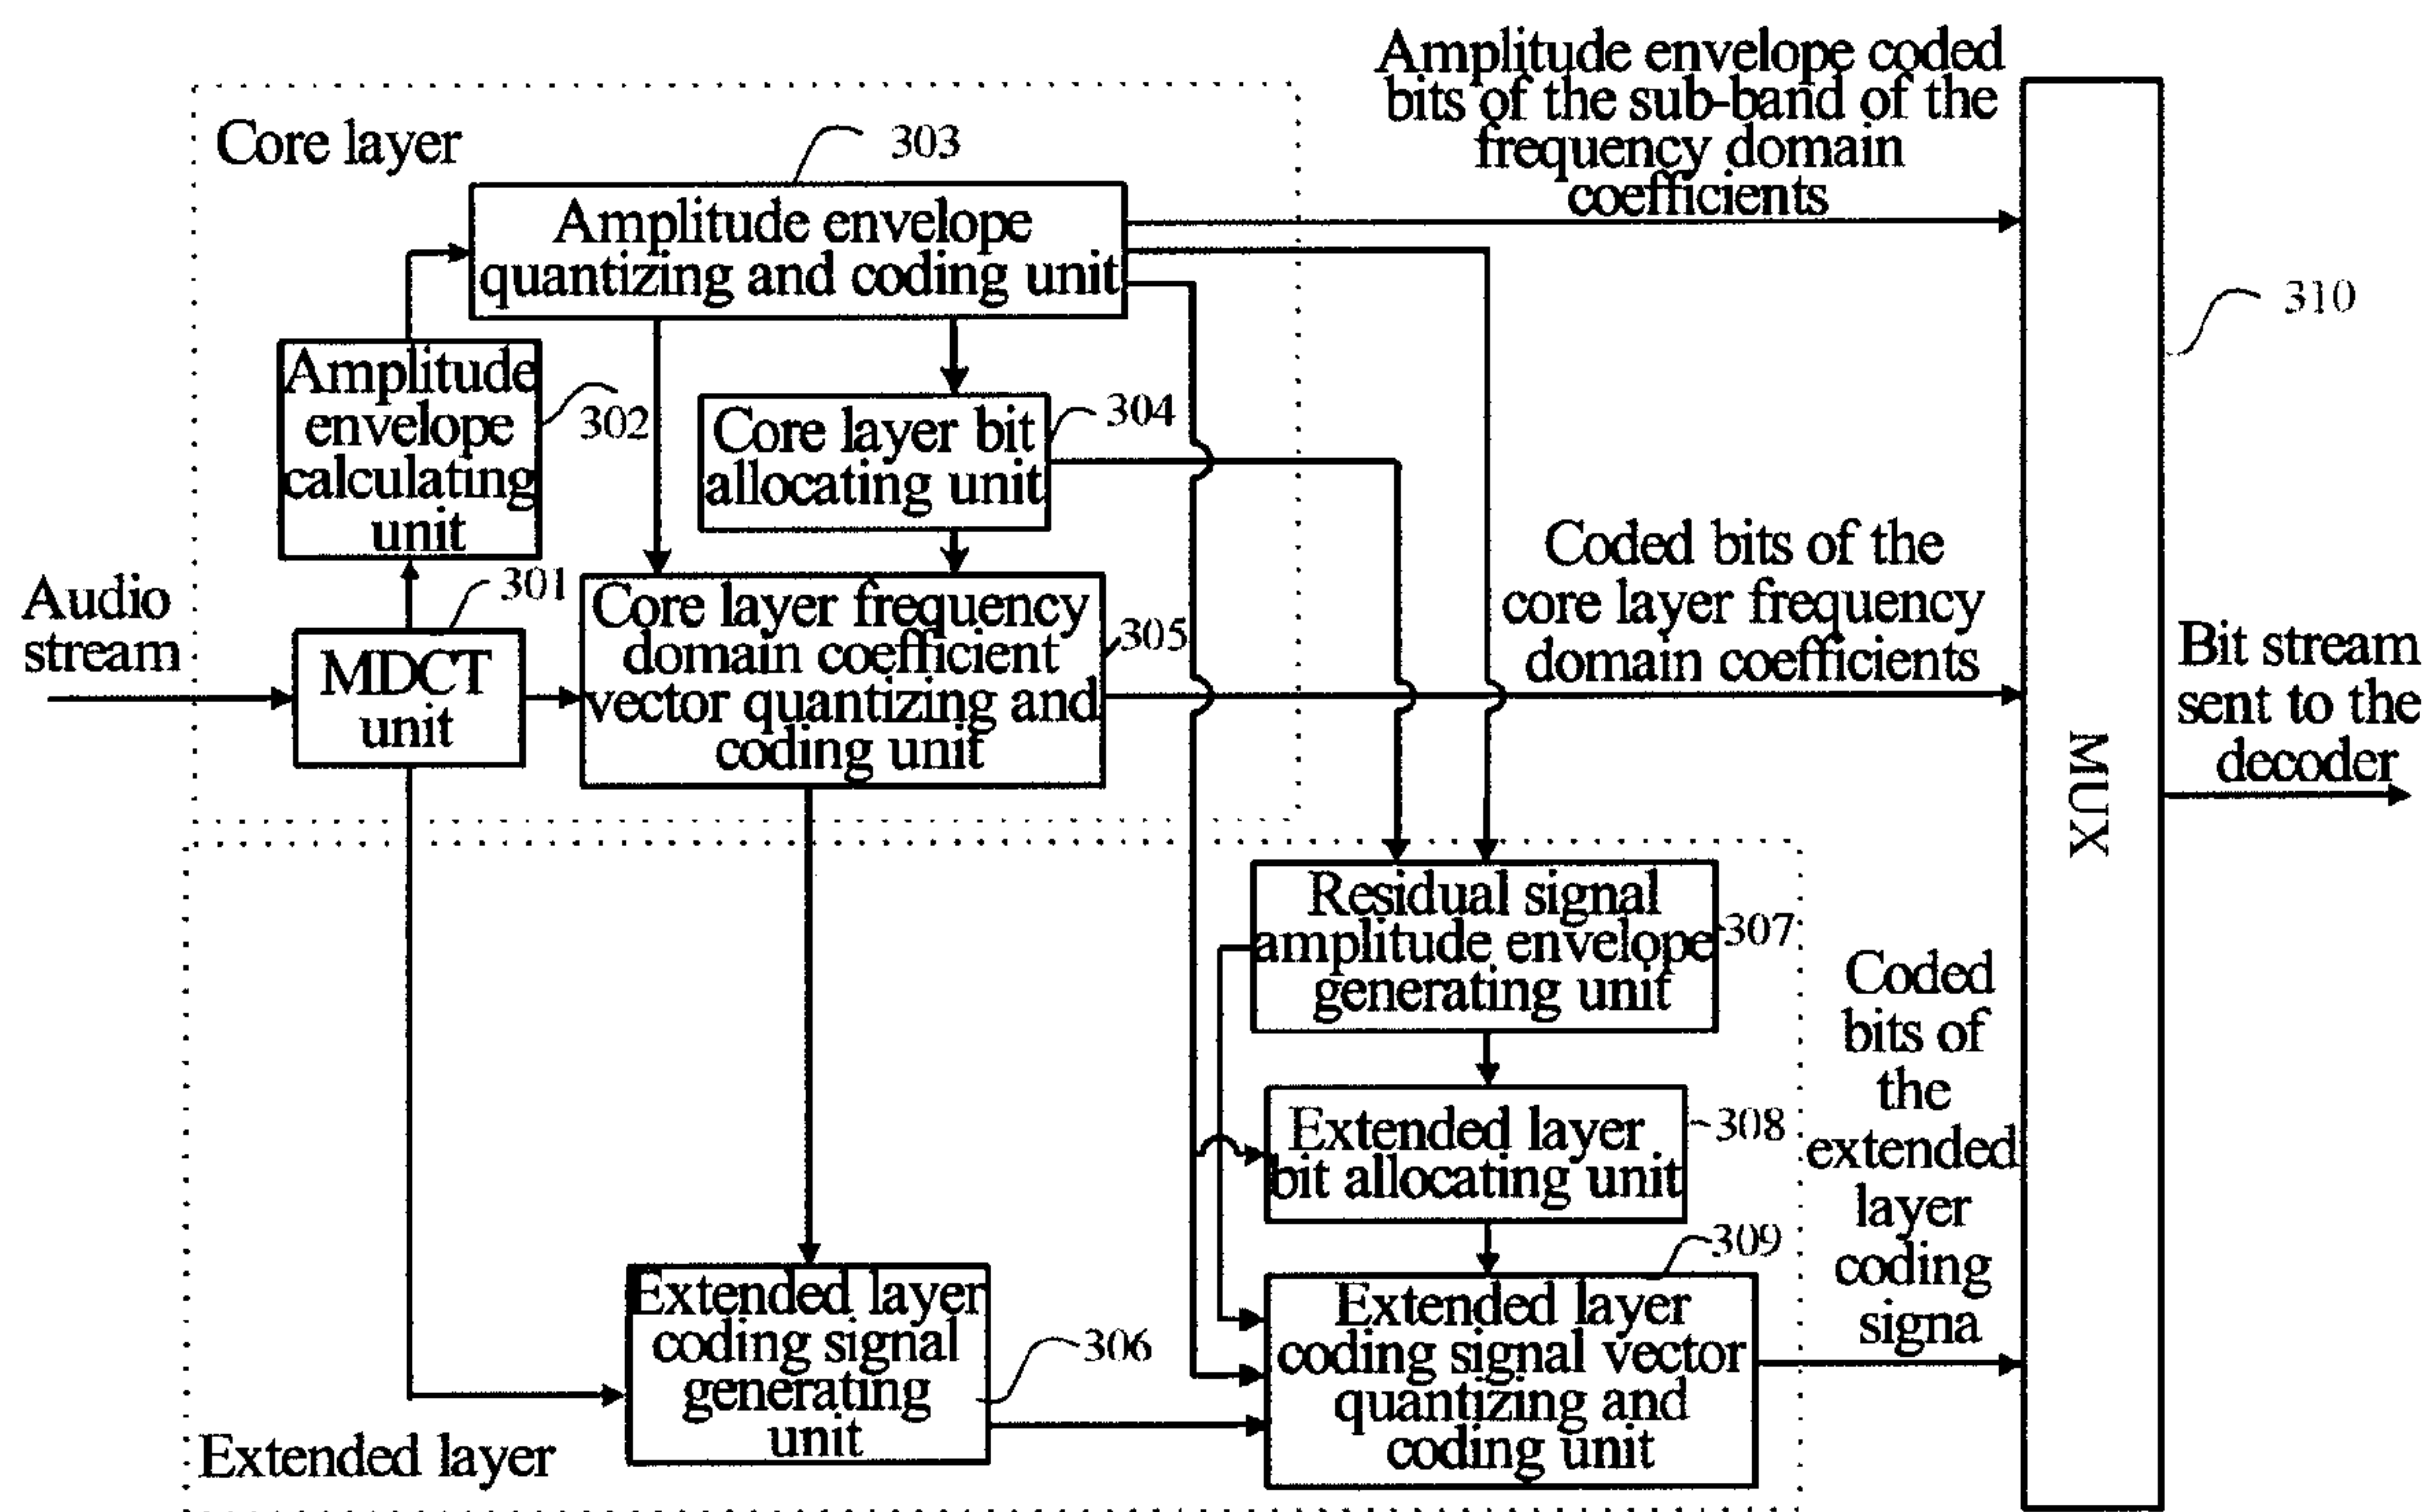 Amplitude envelope coded
bits of the sub-band of the
frequency domain
coefficients
Core layer
303
Amplitude envelope
quantizing and coding unit
310
Amplitude
envelope
calculating
unit
302
Core layer bit
allocating unit
304
Audio
stream
301
MDCT
unit
Core layer frequency
domain coefficient
vector quantizing and
coding unit
305
Coded bits of the
core layer frequency
domain coefficients
MUX
Bit stream
sent to the
decoder
Residual signal
amplitude envelope
generating unit
307
Extended layer
bit allocating unit
308
Coded
bits of
the
extended
layer
coding
signa
Extended layer
coding signal
generating
unit
306
309
Extended layer
coding signal vector
quantizing and
coding unit
Extended layer